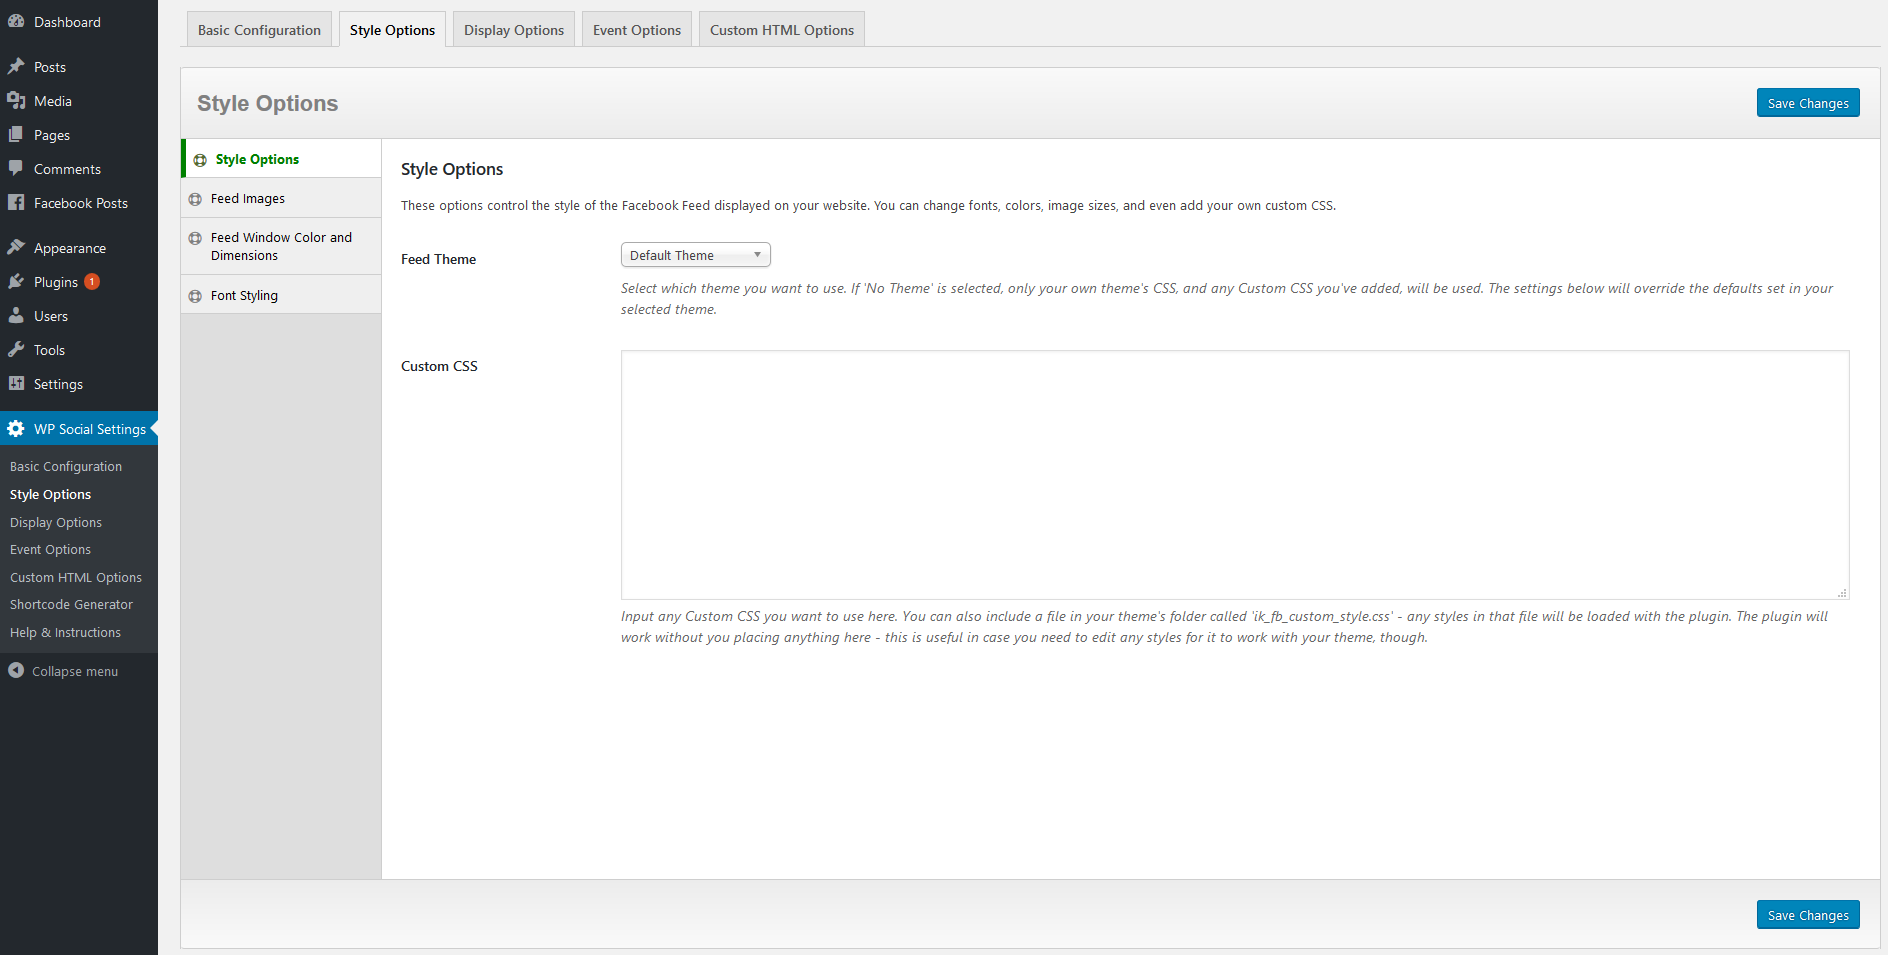 Dashboard
Posts
Media
Pages
Comments
Facebook Posts
Appearance
Plugins 1
Users
Tools
Settings
WP Social Settings
Basic Configuration
Style Options
Display Options
Event Options
Custom HTML Options
Shortcode Generator
Help & Instructions
Collapse menu
Basic Configuration Style Options Display Options Event Options Custom HTML Options
Style Options Save Changes
Style Options
Feed Images
Feed Window Color and
Dimensions
Font Styling
Style Options
These options control the style of the Facebook Feed displayed on your website. You can change fonts, colors, image sizes, and even add your own custom CSS.
Feed Theme Default Theme
Select which theme you want to use. If 'No Theme' is selected, only your own theme's CSS, and any Custom CSS you've added, will be used. The settings below will override the defaults set in your
selected theme.
Custom CSS
Input any Custom CSS you want to use here. You can also include a file in your theme's folder called 'ik_fb_custom_style.css' - any styles in that file will be loaded with the plugin. The plugin will
work without you placing anything here - this is useful in case you need to edit any styles for it to work with your theme, though.
Save Changes